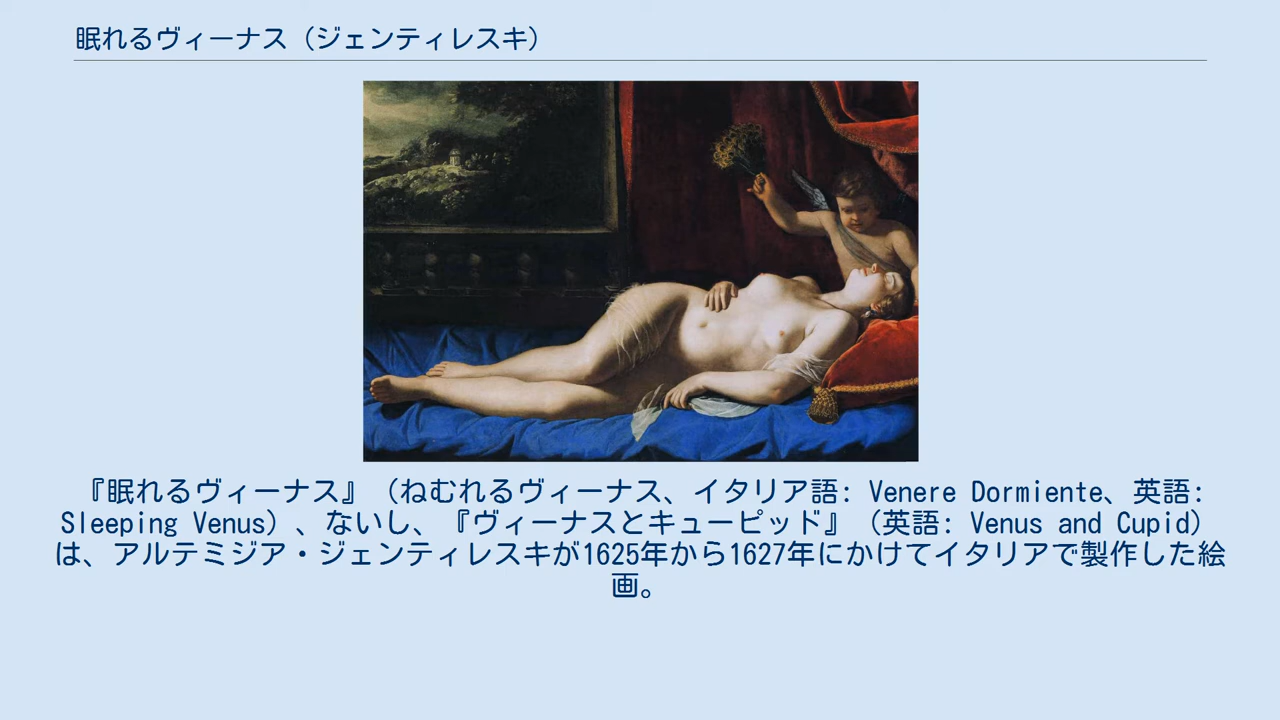 眠れるヴィーナス（ジェンティレスキ）
『眠れるヴィーナス』（ねむれるヴィーナス、イタリア語: Venere Dormiente、英語:
Sleeping Venus）、ないし、『ヴィーナスとキューピッド』（英語: Venus and Cupid）
は、アルテミジア・ジェンティレスキが1625年から1627年にかけてイタリアで製作した絵
画。